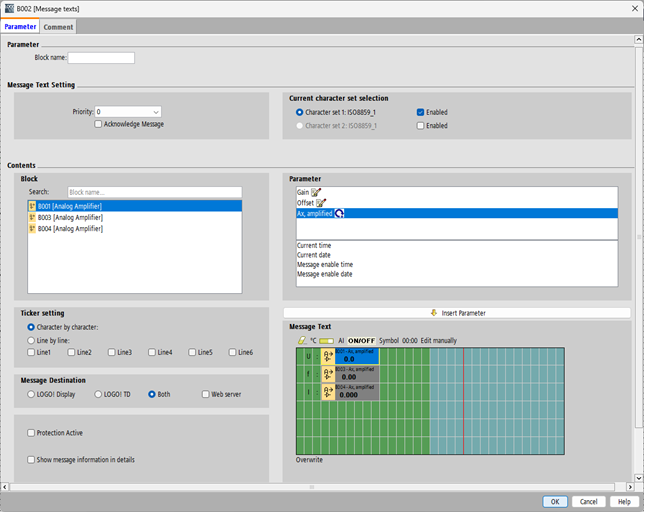 B002 [Message texts]
Parameter
Comment
Parameter
Block name:
Message Text Setting
Priority: 0
Acknowledge Message
Current character set selection
Character set 1: ISO8859_1
Enabled
Character set 2: ISO8859_1
Enabled
Contents
Block
Search: Block name...
B001 [Analog Amplifier]
B003 [Analog Amplifier]
B004 [Analog Amplifier]
Parameter
Gain
Offset
Ax, amplified
Current time
Current date
Message enable time
Message enable date
Ticker setting
Character by character:
Line by line:
Line1 Line2 Line3 Line4 Line5 Line6
Message Destination
LOGO! Display LOGO! TD Both Web server
Protection Active
Show message information in details
Insert Parameter
Message Text
°C AI ON/OFF Symbol 00:00 Edit manually
U : A→ B001 - Ax, amplified
0.0
f : A→ B003 - Ax, amplified
0.00
I : A→ B004 - Ax, amplified
0.000
Overwrite
OK Cancel Help